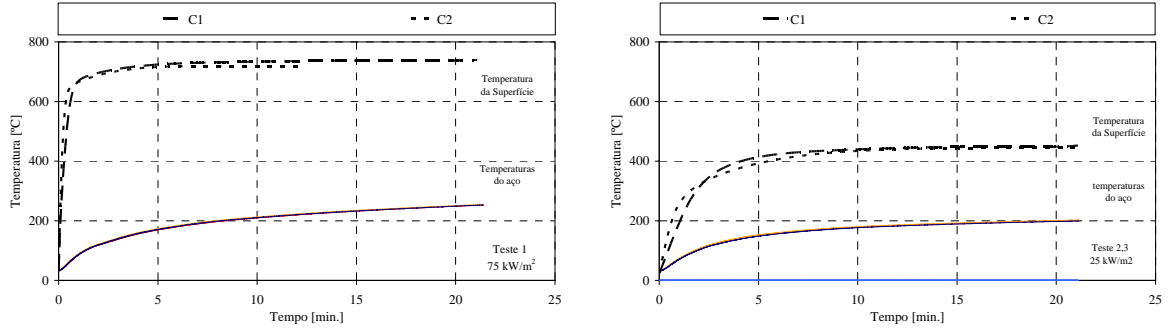 C1 C2
800
600
400
200
0
Temperatura [ºC]
0 5 10 15 20 25
Tempo [min.]
Temperatura
da Superfície
Temperaturas
do aço
Teste 1
75 kW/m²
C1 C2
800
600
400
200
0
Temperatura [ºC]
0 5 10 15 20 25
Tempo [min.]
Temperatura
da Superfície
temperaturas
do aço
Teste 2,3
25 kW/m2